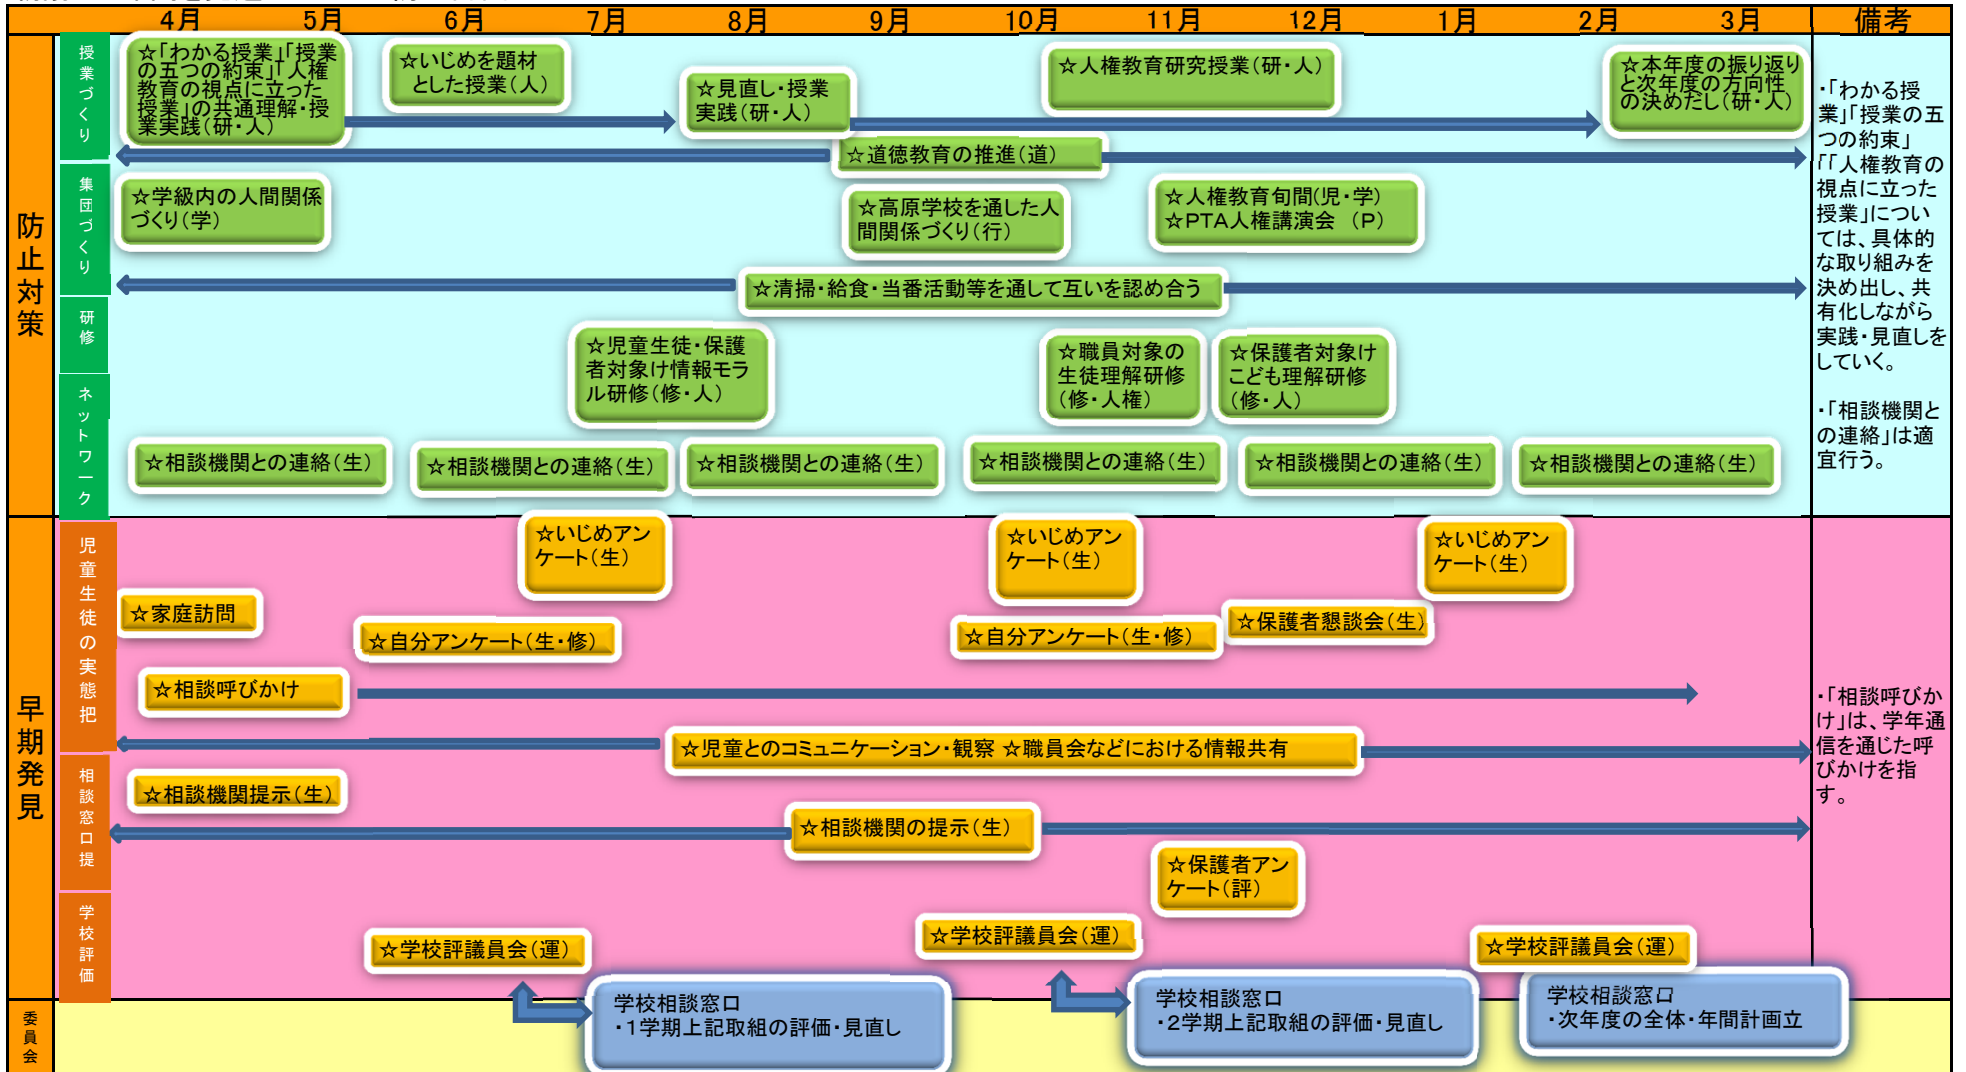 4月 5月 6月 7月 8月 9月 10月 11月 12月 1月 2月 3月 備考
防止対策
授業づくり
☆「わかる授業」「授業
の五つの約束」「人権
教育の視点に立った
授業」の共通理解・授
業実践(研・人)
☆いじめを題材
とした授業(人)
☆見直し・授業
実践(研・人)
☆人権教育研究授業(研・人)
☆本年度の振り返り
と次年度の方向性
の決めだし(研・人)
☆道徳教育の推進(道)
集団づくり
☆学級内の人間関係
づくり(学)
☆高原学校を通した人
間関係づくり(行)
☆人権教育旬間(児・学)
☆PTA人権講演会 (P)
☆清掃・給食・当番活動等を通して互いを認め合う
研修
☆児童生徒・保護
者対象け情報モラ
ル研修(修・人)
☆職員対象の
生徒理解研修
(修・人権)
☆保護者対象け
こども理解研修
(修・人)
ネットワーク
☆相談機関との連絡(生)
☆相談機関との連絡(生)
☆相談機関との連絡(生)
☆相談機関との連絡(生)
☆相談機関との連絡(生)
☆相談機関との連絡(生)
・「わかる授
業」「授業の五
つの約束」
「「人権教育の
視点に立った
授業」につい
ては、具体的
な取り組みを
決め出し、共
有化しながら
実践・見直しを
していく。
・「相談機関と
の連絡」は適
宜行う。
早期発見
児童生徒の実態把
☆いじめアン
ケート(生)
☆いじめアン
ケート(生)
☆いじめアン
ケート(生)
☆家庭訪問
☆自分アンケート(生・修)
☆自分アンケート(生・修)
☆保護者懇談会(生)
☆相談呼びかけ
☆児童とのコミュニケーション・観察 ☆職員会などにおける情報共有
相談窓口提
☆相談機関提示(生)
☆相談機関の提示(生)
☆保護者アン
ケート(評)
学校評価
☆学校評議員会(運)
☆学校評議員会(運)
☆学校評議員会(運)
・「相談呼びか
け」は、学年通
信を通じた呼
びかけを指
す。
委員会
学校相談窓口
・1学期上記取組の評価・見直し
学校相談窓口
・2学期上記取組の評価・見直し
学校相談窓口
・次年度の全体・年間計画立